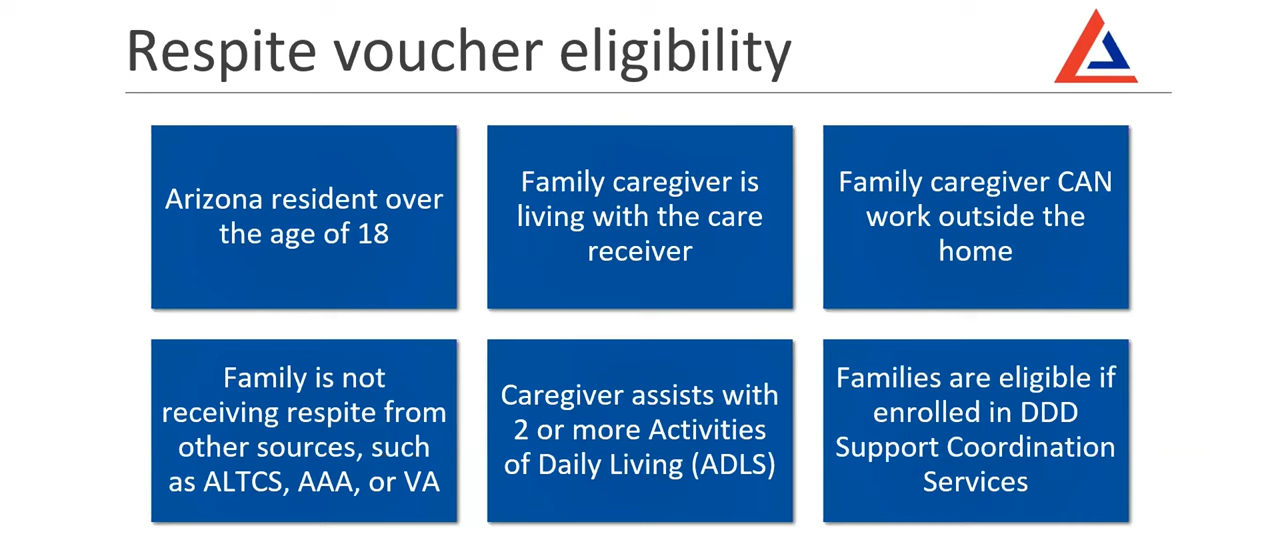 Respite voucher eligibility
Arizona resident over
the age of 18
Family caregiver is
living with the care
receiver
Family caregiver CAN
work outside the
home
Family is not
receiving respite from
other sources, such
as ALTCS, AAA, or VA
Caregiver assists with
2 or more Activities
of Daily Living (ADLS)
Families are eligible if
enrolled in DDD
Support Coordination
Services